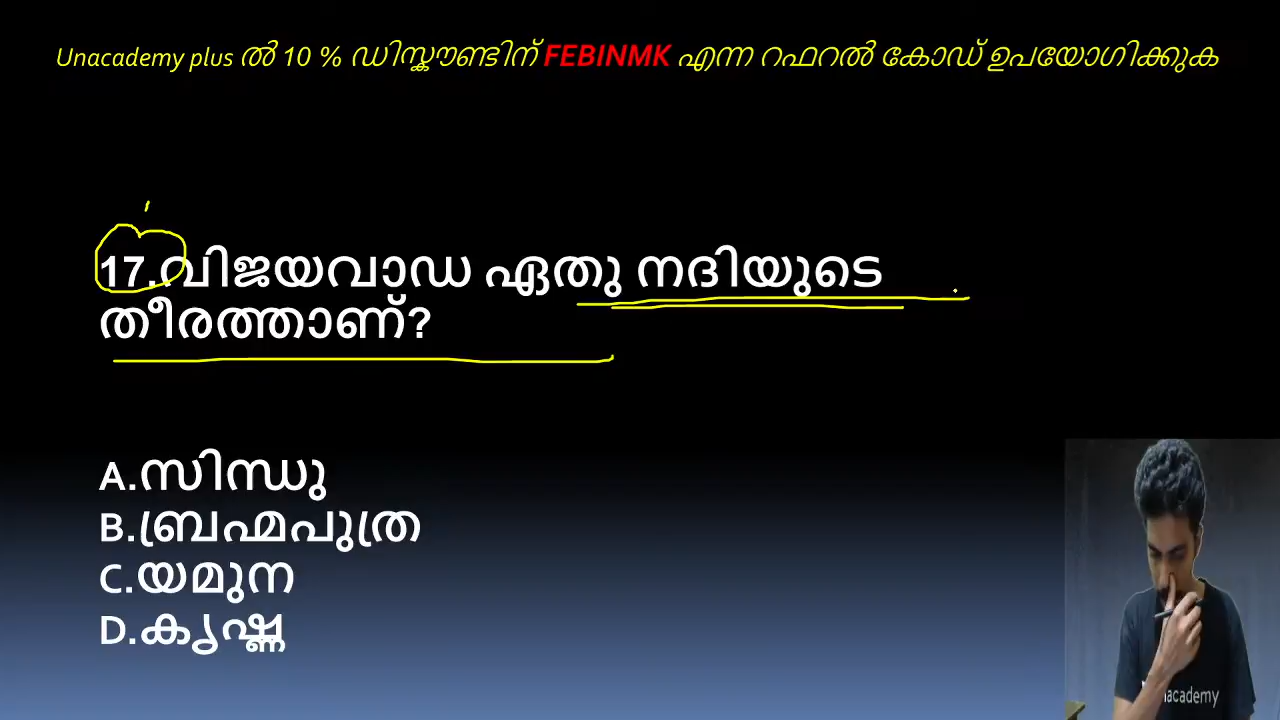 Unacademy plus ൽ 10 % ഡിസ്കൗണ്ടിന് FEBINMK എന്ന റഫറൽ കോഡ് ഉപയോഗിക്കുക
17.വിജയവാഡ ഏതു നദിയുടെ
തീരത്താണ്?
A.സിന്ധു
B.ബ്രഹ്മപുത്ര
C.യമുന
D.കൃഷ്ണ